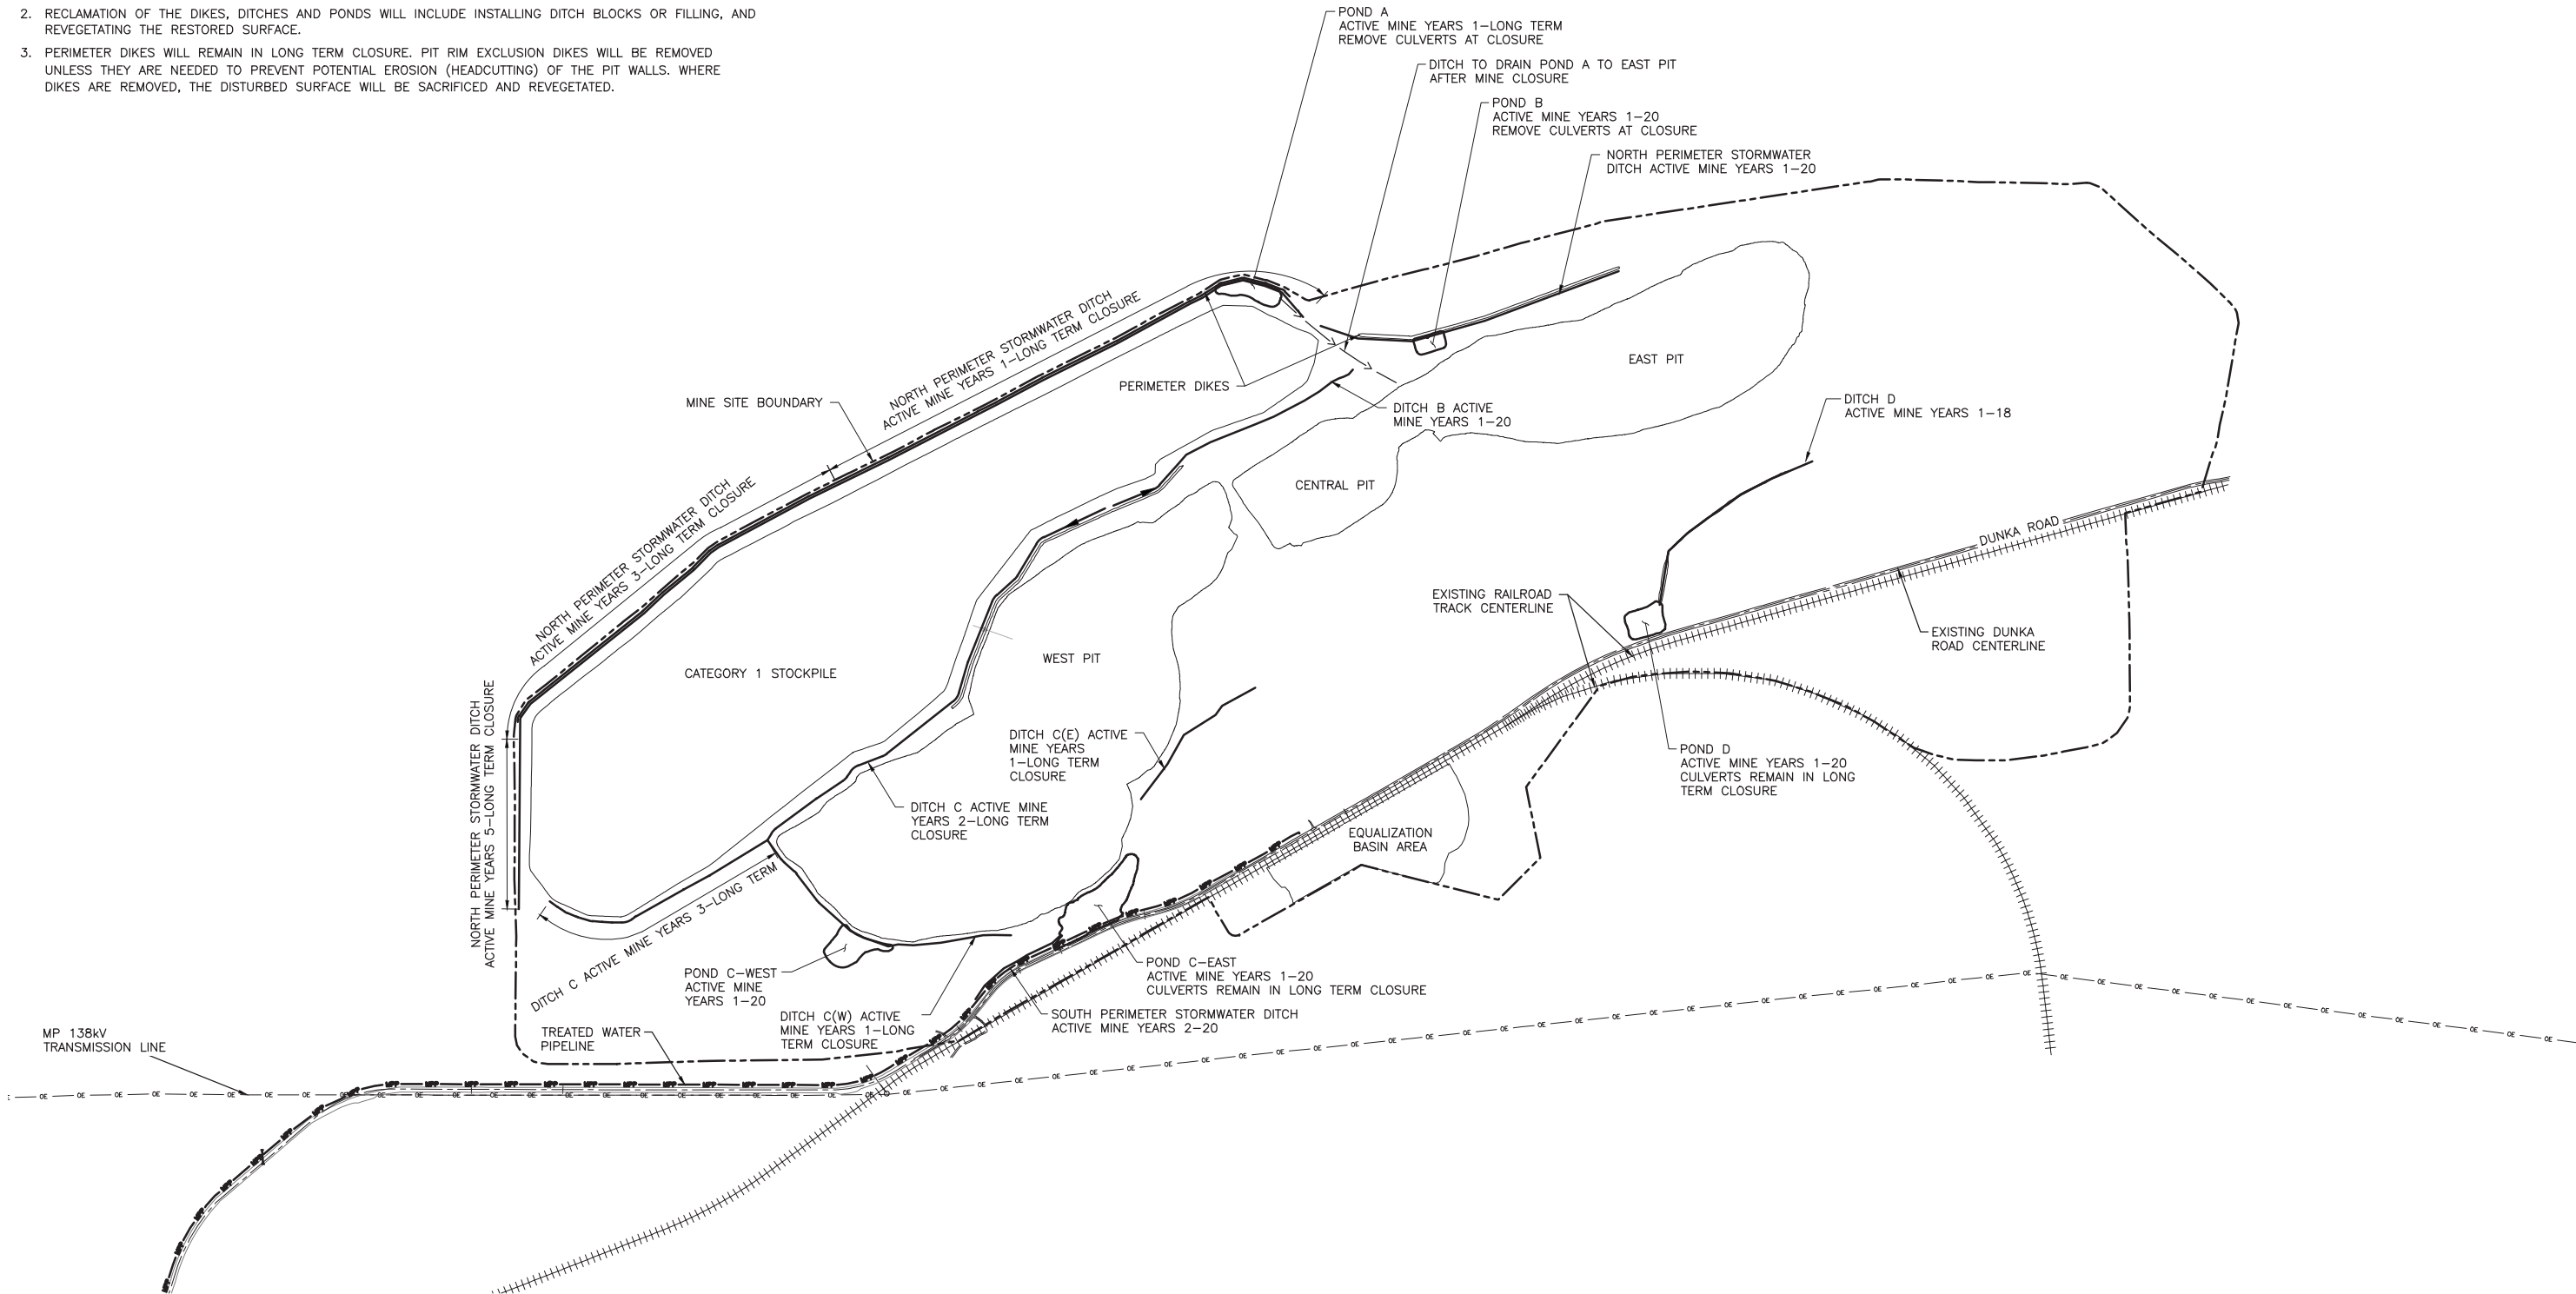 2. RECLAMATION OF THE DIKES, DITCHES AND PONDS WILL INCLUDE INSTALLING DITCH BLOCKS OR FILLING, AND
REVEGETATING THE RESTORED SURFACE.
3. PERIMETER DIKES WILL REMAIN IN LONG TERM CLOSURE. PIT RIM EXCLUSION DIKES WILL BE REMOVED
UNLESS THEY ARE NEEDED TO PREVENT POTENTIAL EROSION (HEADCUTTING) OF THE PIT WALLS. WHERE
DIKES ARE REMOVED, THE DISTURBED SURFACE WILL BE SACRIFICED AND REVEGETATED.
POND A
ACTIVE MINE YEARS 1-LONG TERM
REMOVE CULVERTS AT CLOSURE
DITCH TO DRAIN POND A TO EAST PIT
AFTER MINE CLOSURE
POND B
ACTIVE MINE YEARS 1-20
REMOVE CULVERTS AT CLOSURE
NORTH PERIMETER STORMWATER
DITCH ACTIVE MINE YEARS 1-20
NORTH PERIMETER STORMWATER DITCH
ACTIVE MINE YEARS 1-LONG TERM CLOSURE
EAST PIT
PERIMETER DIKES
MINE SITE BOUNDARY
DITCH B ACTIVE
MINE YEARS 1-20
DITCH D
ACTIVE MINE YEARS 1-18
CENTRAL PIT
NORTH PERIMETER STORMWATER DITCH
ACTIVE MINE YEARS 3-LONG TERM CLOSURE
DUNKA ROAD
EXISTING RAILROAD
TRACK CENTERLINE
EXISTING DUNKA
ROAD CENTERLINE
WEST PIT
CATEGORY 1 STOCKPILE
NORTH PERIMETER STORMWATER DITCH
ACTIVE MINE YEARS 5-LONG TERM CLOSURE
DITCH C(E) ACTIVE
MINE YEARS
1-LONG TERM
CLOSURE
POND D
ACTIVE MINE YEARS 1-20
CULVERTS REMAIN IN LONG
TERM CLOSURE
DITCH C ACTIVE MINE
YEARS 2-LONG TERM
CLOSURE
EQUALIZATION
BASIN AREA
DITCH C ACTIVE MINE YEARS 3-LONG TERM
POND C-WEST
ACTIVE MINE
YEARS 1-20
POND C-EAST
ACTIVE MINE YEARS 1-20
CULVERTS REMAIN IN LONG TERM CLOSURE
DITCH C(W) ACTIVE
MINE YEARS 1-LONG
TERM CLOSURE
SOUTH PERIMETER STORMWATER DITCH
ACTIVE MINE YEARS 2-20
TREATED WATER
PIPELINE
MP 138kV
TRANSMISSION LINE